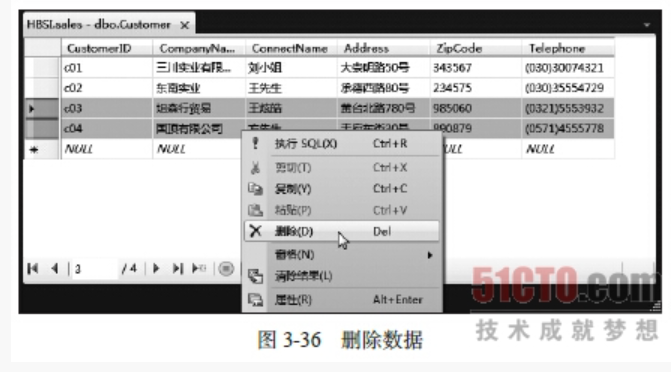 HBSI.sales - dbo.Customer ×
CustomerID CompanyNa... ConnectName Address ZipCode Telephone
c01 三川实业有限... 刘小姐 大崇明路50号 343567 (030)30074321
c02 东南实业 王先生 承德西路80号 234575 (030)35554729
c03 坦森行贸易 王炫皓 黄台北路780号 985060 (0321)5553932
c04 国顶有限公司 990879 (0571)4555778
NULL NULL NULL NULL
执行 SQL(X) Ctrl+R
剪切(T) Ctrl+X
复制(Y) Ctrl+C
粘贴(P) Ctrl+V
删除(D) Del
窗格(N)
清除结果(L)
属性(R) Alt+Enter
3 / 4
51CTO.com
技术成就梦想
图 3-36 删除数据